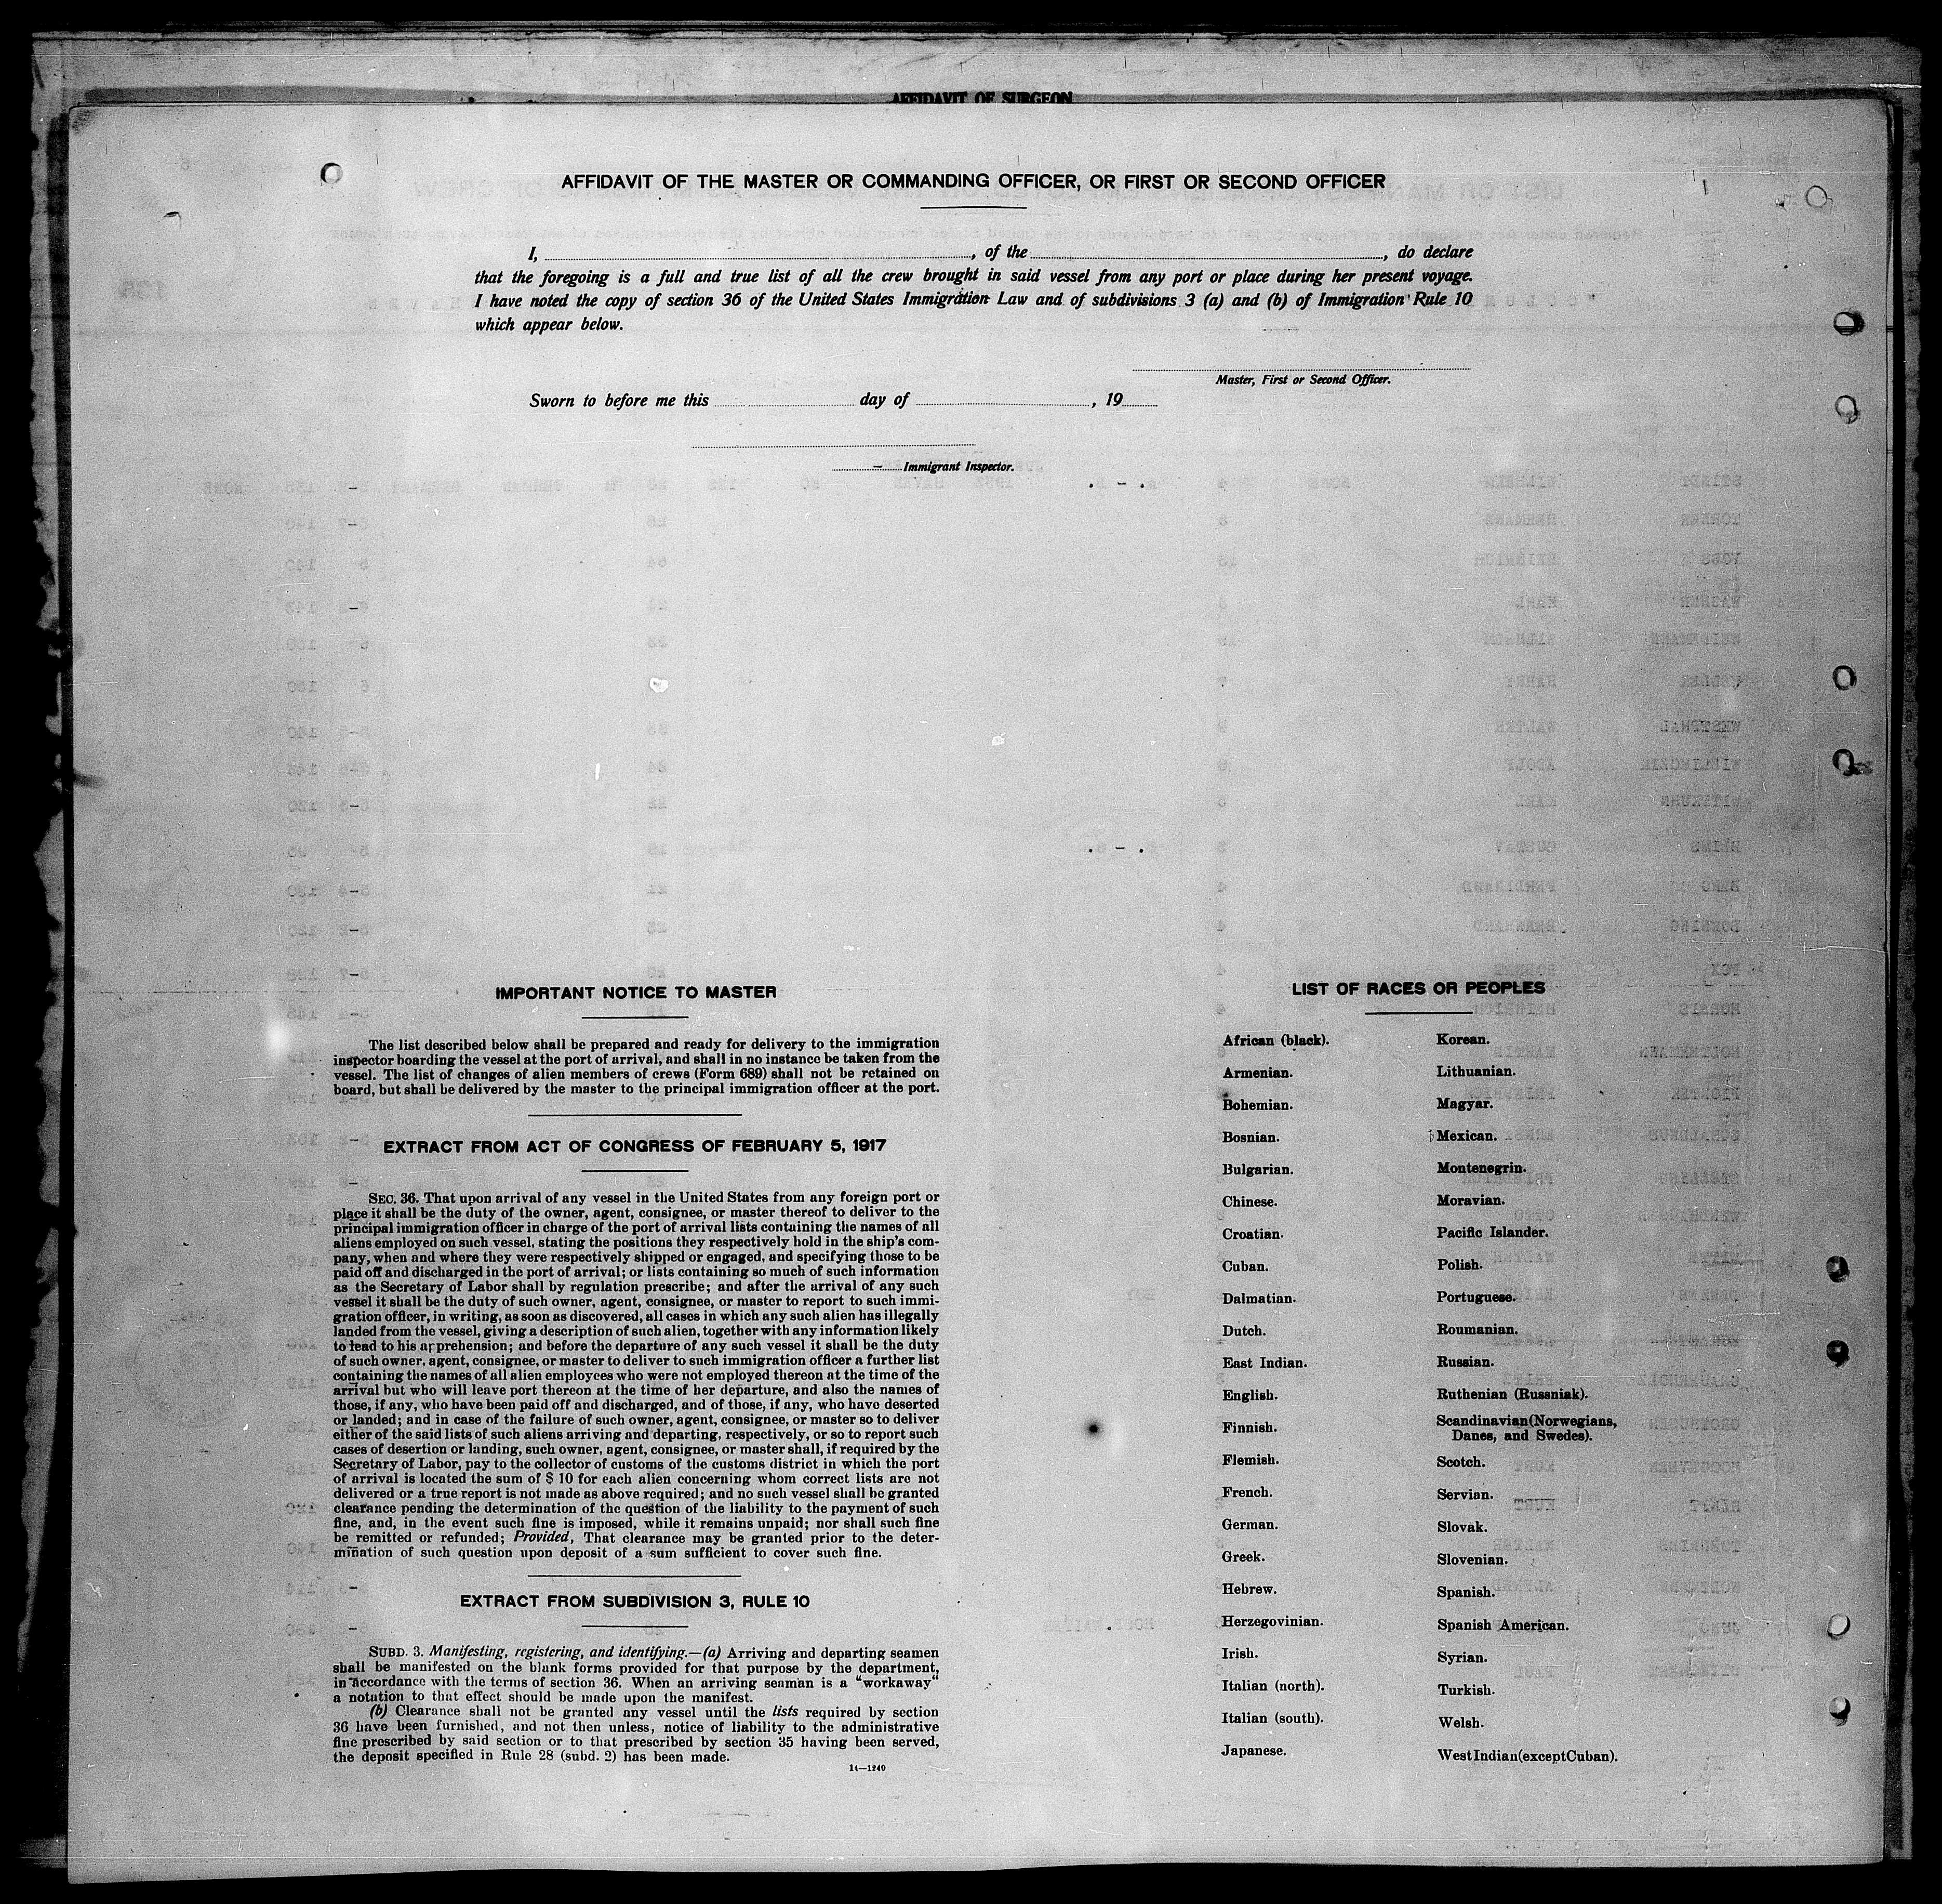 AFFIDAVIT OF SURGEON
AFFIDAVIT OF THE MASTER OR COMMANDING OFFICER, OR FIRST OR SECOND OFFICER
I, , of the , do declare
that the foregoing is a full and true list of all the crew brought in said vessel from any port or place during her present voyage.
I have noted the copy of section 36 of the United States Immigration Law and of subdivisions 3 (a) and (b) of Immigration Rule 10
which appear below.
Master, First or Second Officer.
Sworn to before me this day of , 19
Immigrant Inspector.
IMPORTANT NOTICE TO MASTER
The list described below shall be prepared and ready for delivery to the immigration
inspector boarding the vessel at the port of arrival, and shall in no instance be taken from the
vessel. The list of changes of alien members of crews (Form 689) shall not be retained on
board, but shall be delivered by the master to the principal immigration officer at the port.
EXTRACT FROM ACT OF CONGRESS OF FEBRUARY 5, 1917
SEC. 36. That upon arrival of any vessel in the United States from any foreign port or
place it shall be the duty of the owner, agent, consignee, or master thereof to deliver to the
principal immigration officer in charge of the port of arrival lists containing the names of all
aliens employed on such vessel, stating the positions they respectively hold in the ship's com-
pany, when and where they were respectively shipped or engaged, and specifying those to be
paid off and discharged in the port of arrival; or lists containing so much of such information
as the Secretary of Labor shall by regulation prescribe; and after the arrival of any such
vessel it shall be the duty of such owner, agent, consignee, or master to report to such immi-
gration officer, in writing, as soon as discovered, all cases in which any such alien has illegally
landed from the vessel, giving a description of such alien, together with any information likely
to lead to his apprehension; and before the departure of any such vessel it shall be the duty
of such owner, agent, consignee, or master to deliver to such immigration officer a further list
containing the names of all alien employees who were not employed thereon at the time of the
arrival but who will leave port thereon at the time of her departure, and also the names of
those, if any, who have been paid off and discharged, and of those, if any, who have deserted
or landed; and in case of the failure of such owner, agent, consignee, or master so to deliver
either of the said lists of such aliens arriving and departing, respectively, or so to report such
cases of desertion or landing, such owner, agent, consignee, or master shall, if required by the
Secretary of Labor, pay to the collector of customs of the customs district in which the port
of arrival is located the sum of $ 10 for each alien concerning whom correct lists are not
delivered or a true report is not made as above required; and no such vessel shall be granted
clearance pending the determination of the question of the liability to the payment of such
fine, and, in the event such fine is imposed, while it remains unpaid; nor shall such fine
be remitted or refunded; Provided, That clearance may be granted prior to the deter-
mination of such question upon deposit of a sum sufficient to cover such fine.
EXTRACT FROM SUBDIVISION 3, RULE 10
SUBD. 3. Manifesting, registering, and identifying.—(a) Arriving and departing seamen
shall be manifested on the blank forms provided for that purpose by the department,
in accordance with the terms of section 36. When an arriving seaman is a "workaway"
a notation to that effect should be made upon the manifest.
(b) Clearance shall not be granted any vessel until the lists required by section
36 have been furnished, and not then unless, notice of liability to the administrative
fine prescribed by said section or to that prescribed by section 35 having been served,
the deposit specified in Rule 28 (subd. 2) has been made.
14—1240
LIST OF RACES OR PEOPLES
African (black).
Armenian.
Bohemian.
Bosnian.
Bulgarian.
Chinese.
Croatian.
Cuban.
Dalmatian.
Dutch.
East Indian.
English.
Finnish.
Flemish.
French.
German.
Greek.
Hebrew.
Herzegovinian.
Irish.
Italian (north).
Italian (south).
Japanese.
Korean.
Lithuanian.
Magyar.
Mexican.
Montenegrin.
Moravian.
Pacific Islander.
Polish.
Portuguese.
Roumanian.
Russian.
Ruthenian (Russniak).
Scandinavian (Norwegians,
Danes, and Swedes).
Scotch.
Servian.
Slovak.
Slovenian.
Spanish.
Spanish American.
Syrian.
Turkish.
Welsh.
West Indian (except Cuban).